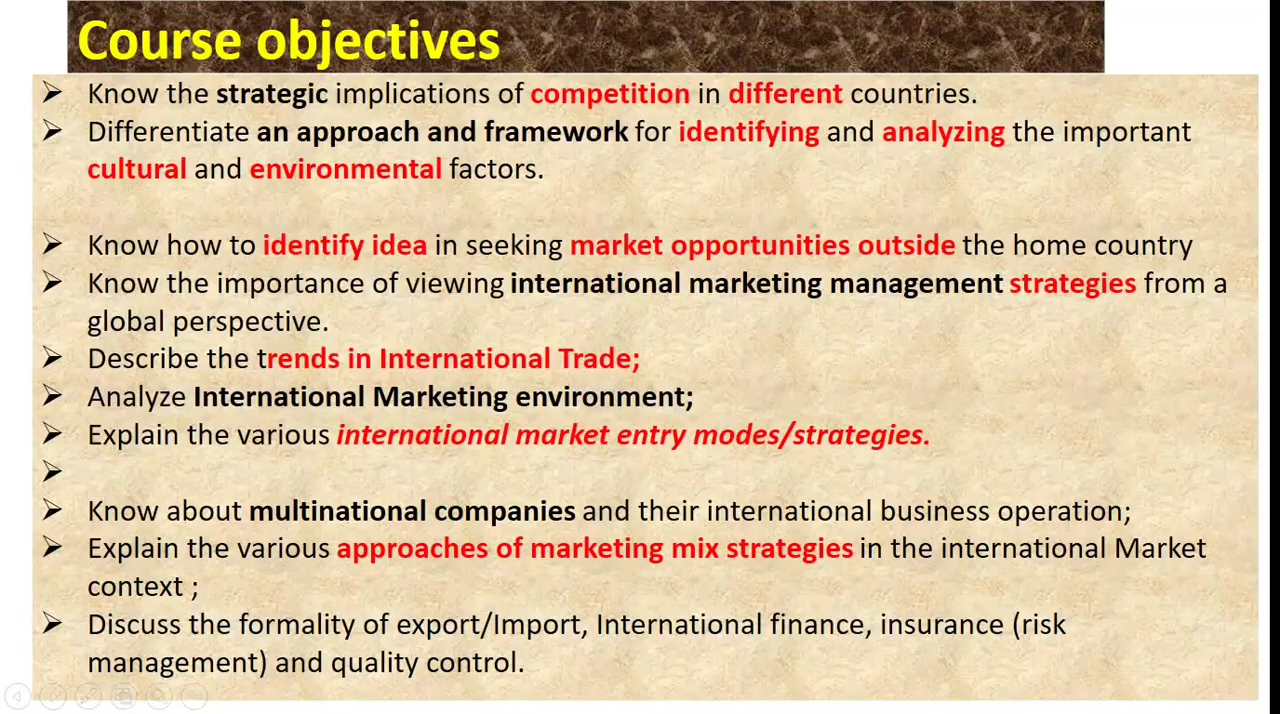 Course objectives
➢ Know the strategic implications of competition in different countries.
➢ Differentiate an approach and framework for identifying and analyzing the important
cultural and environmental factors.
➢ Know how to identify idea in seeking market opportunities outside the home country
➢ Know the importance of viewing international marketing management strategies from a
global perspective.
➢ Describe the trends in International Trade;
➢ Analyze International Marketing environment;
➢ Explain the various international market entry modes/strategies.
➢
➢ Know about multinational companies and their international business operation;
➢ Explain the various approaches of marketing mix strategies in the international Market
context ;
➢ Discuss the formality of export/Import, International finance, insurance (risk
management) and quality control.